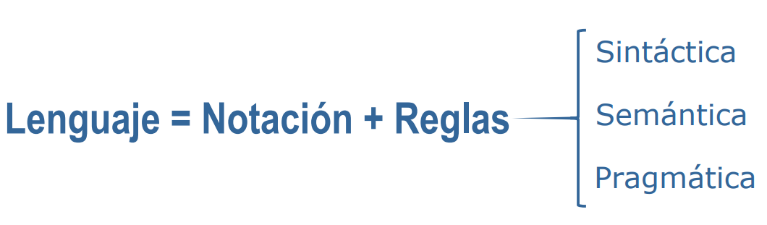 Lenguaje = Notación + Reglas
Sintáctica
Semántica
Pragmática